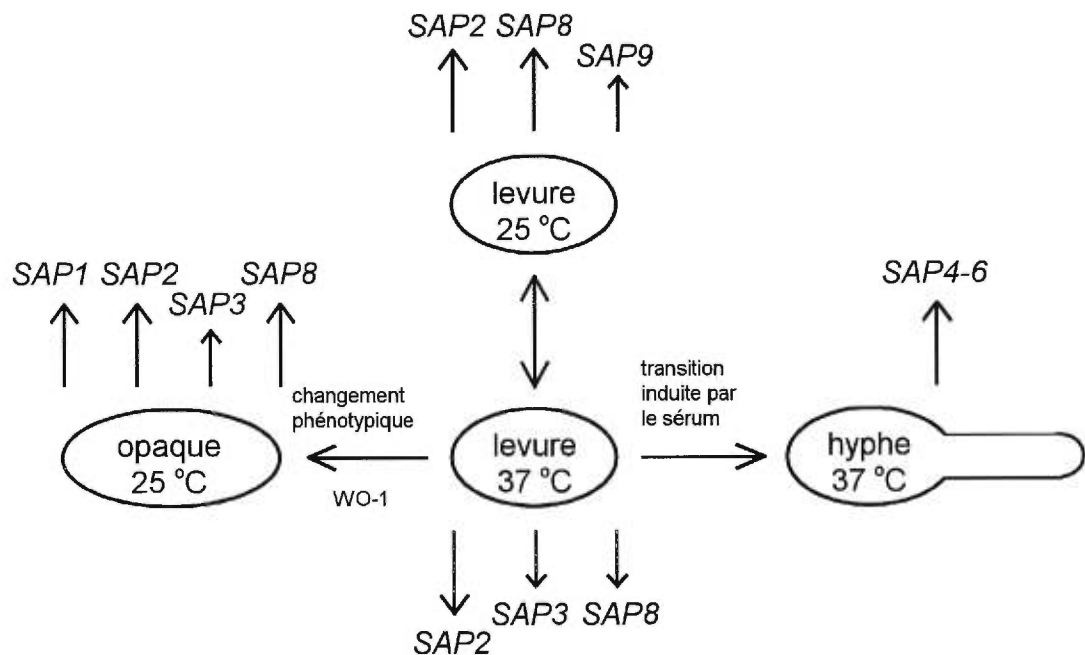 SAP2 SAP8
SAP9
levure
25 °C
SAP1 SAP2 SAP8
SAP3
SAP4-6
changement
phénotypique
transition
induite par
le sérum
opaque
25 °C
levure
37 °C
hyphe
37 °C
WO-1
SAP3 SAP8
SAP2